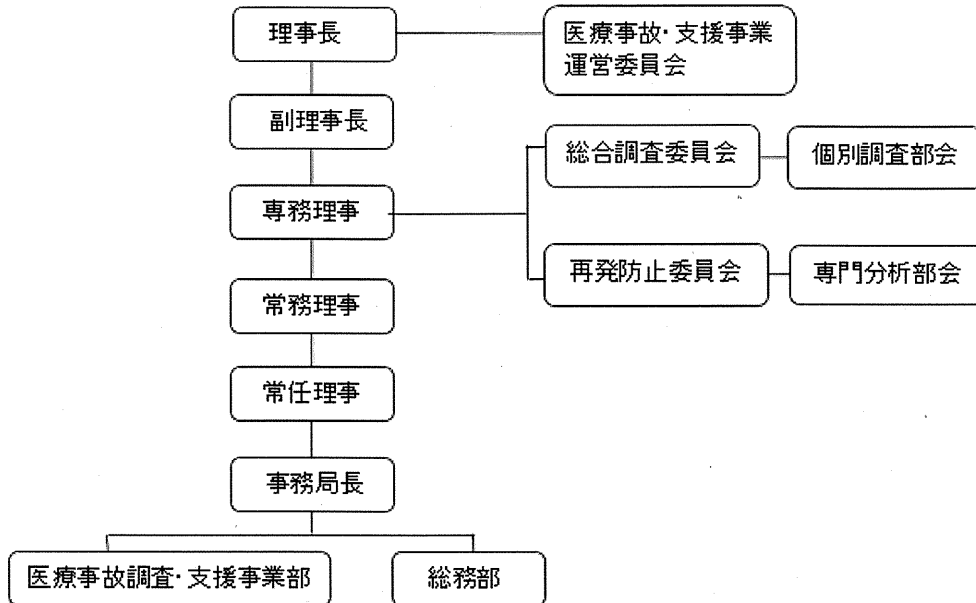 理事長
医療事故・支援事業
運営委員会
副理事長
総合調査委員会
個別調査部会
専務理事
再発防止委員会
専門分析部会
常務理事
常任理事
事務局長
医療事故調査・支援事業部
総務部